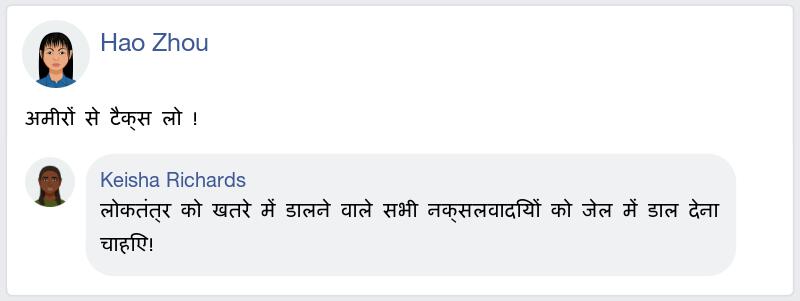 Hao Zhou
अमीरों से टैक्स लो !
Keisha Richards
लोकतंत्र को खतरे में डालने वाले सभी नक्सलवादियों को जेल में डाल देना
चाहिए!